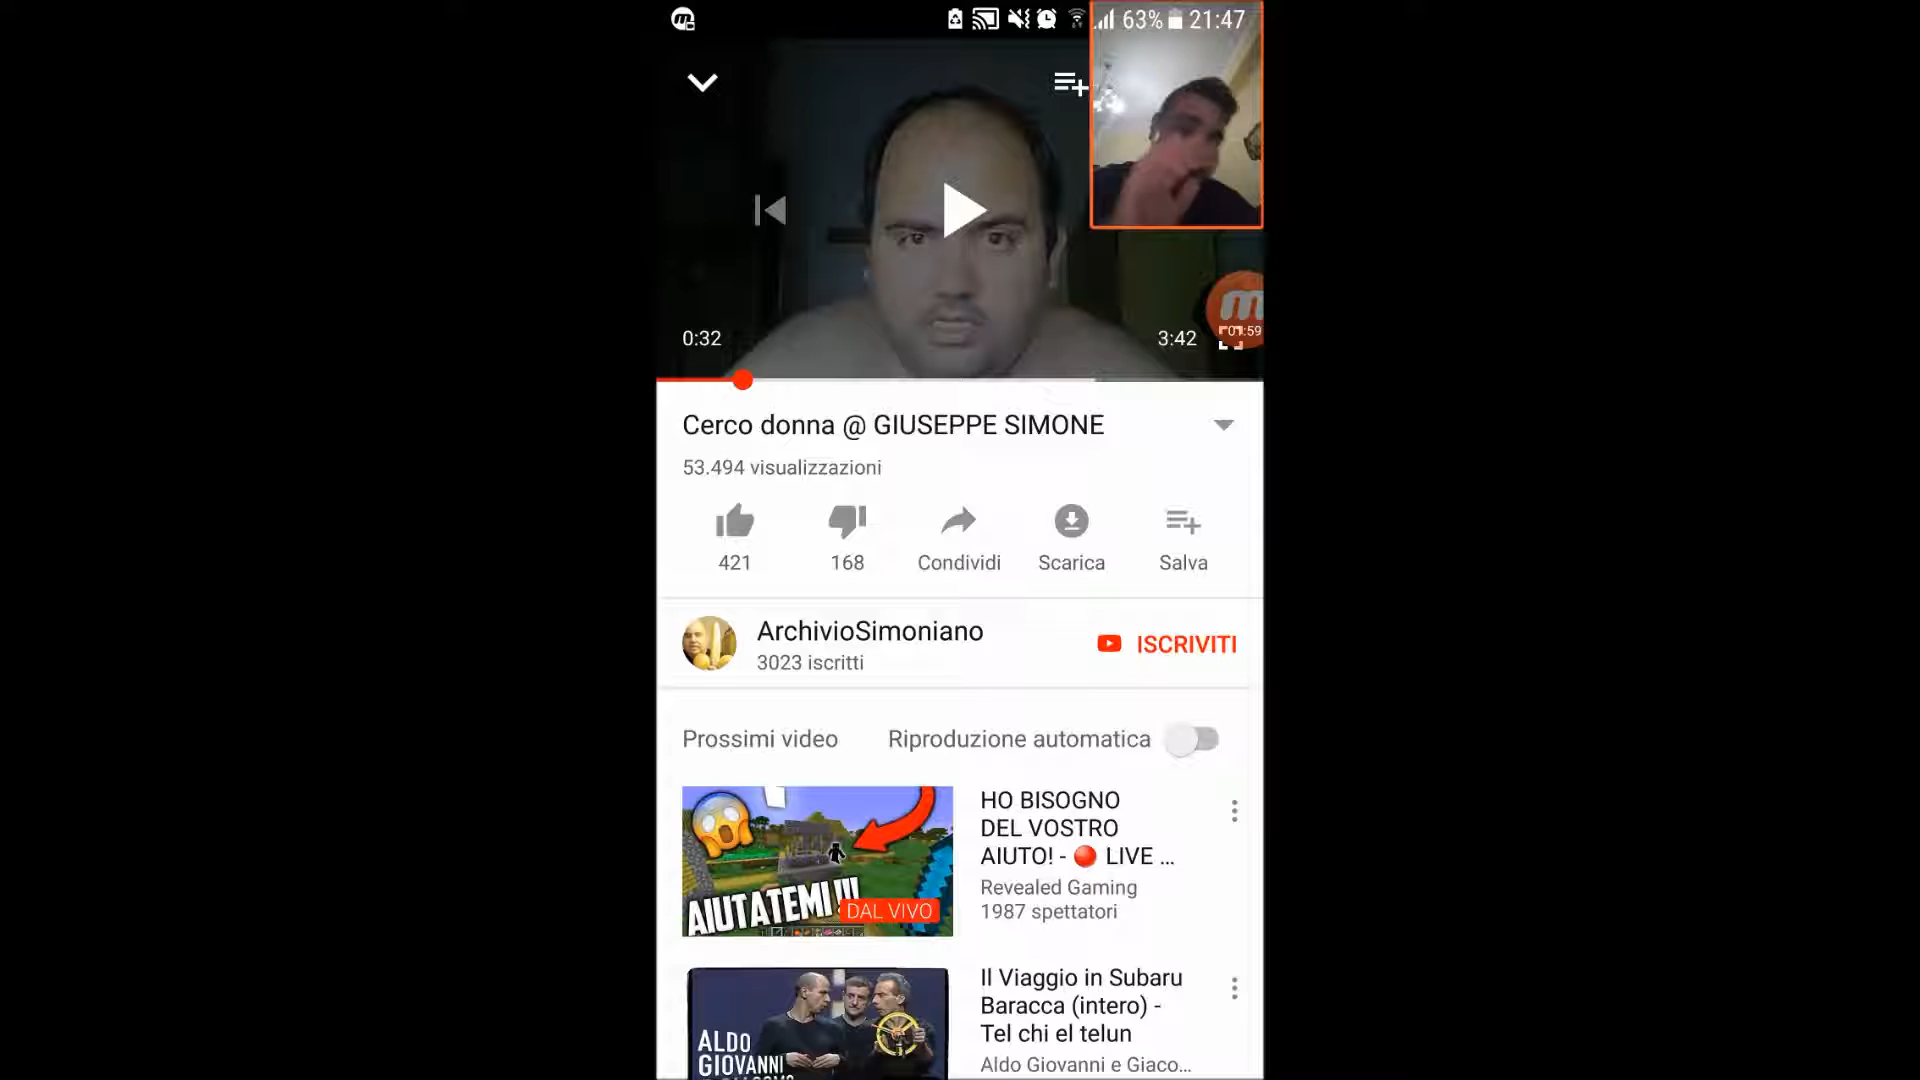 63% 21:47
0:32
3:42
01:59
Cerco donna @ GIUSEPPE SIMONE
53.494 visualizzazioni
421
168
Condividi
Scarica
Salva
ArchivioSimoniano
3023 iscritti
ISCRIVITI
Prossimi video
Riproduzione automatica
AIUTATEMI!!!
DAL VIVO
HO BISOGNO
DEL VOSTRO
AIUTO! - 🔴 LIVE ...
Revealed Gaming
1987 spettatori
ALDO
GIOVANNI
Il Viaggio in Subaru
Baracca (intero) -
Tel chi el telun
Aldo Giovanni e Giaco...